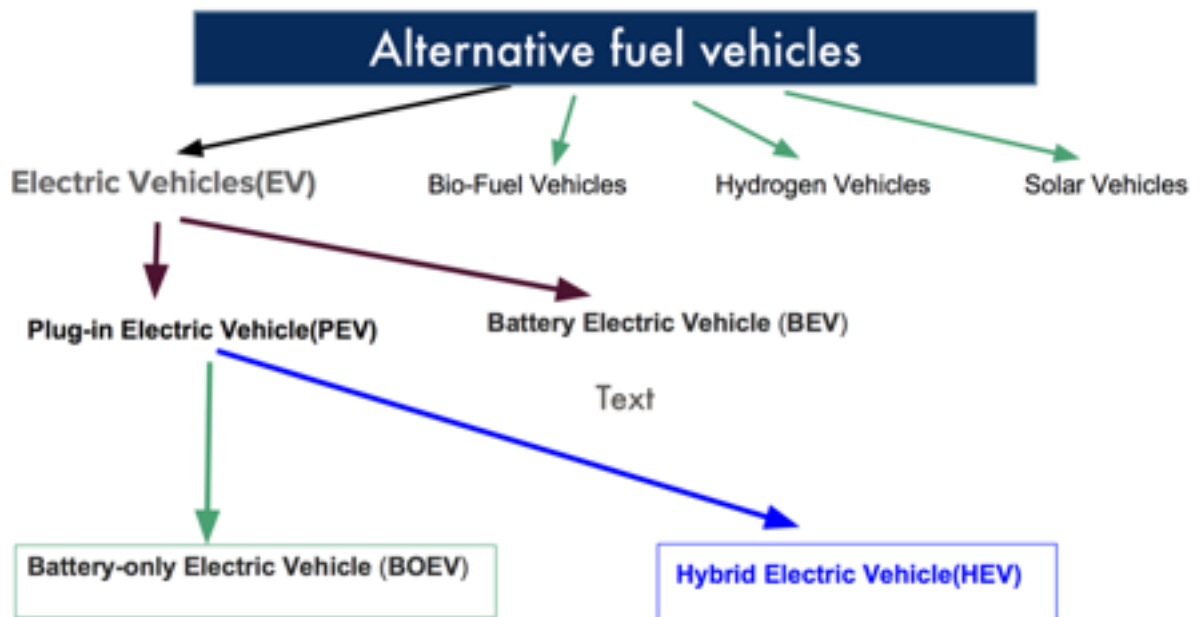 Alternative fuel vehicles
Electric Vehicles(EV)
Bio-Fuel Vehicles
Hydrogen Vehicles
Solar Vehicles
Plug-in Electric Vehicle(PEV)
Battery Electric Vehicle (BEV)
Text
Battery-only Electric Vehicle (BOEV)
Hybrid Electric Vehicle(HEV)